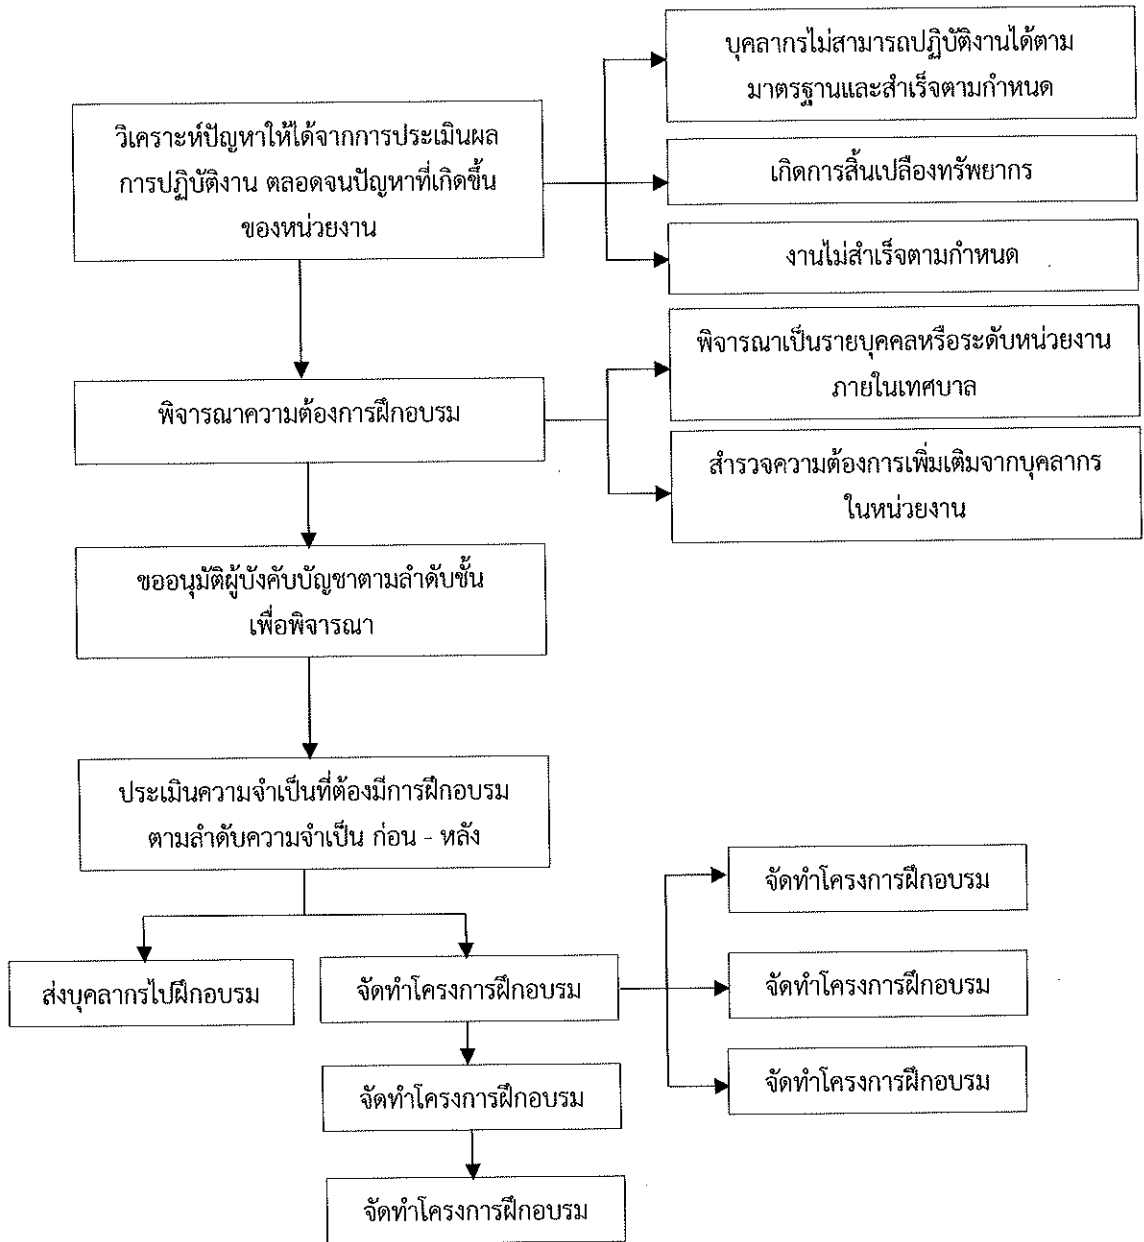 บุคลากรไม่สามารถปฏิบัติงานได้ตาม
มาตรฐานและสำเร็จตามกำหนด
วิเคราะห์ปัญหาให้ได้จากการประเมินผล
การปฏิบัติงาน ตลอดจนปัญหาที่เกิดขึ้น
ของหน่วยงาน
เกิดการสิ้นเปลืองทรัพยากร
งานไม่สำเร็จตามกำหนด
พิจารณาเป็นรายบุคคลหรือระดับหน่วยงาน
ภายในเทศบาล
พิจารณาความต้องการฝึกอบรม
สำรวจความต้องการเพิ่มเติมจากบุคลากร
ในหน่วยงาน
ขออนุมัติผู้บังคับบัญชาตามลำดับชั้น
เพื่อพิจารณา
ประเมินความจำเป็นที่ต้องมีการฝึกอบรม
ตามลำดับความจำเป็น ก่อน - หลัง
จัดทำโครงการฝึกอบรม
ส่งบุคลากรไปฝึกอบรม
จัดทำโครงการฝึกอบรม
จัดทำโครงการฝึกอบรม
จัดทำโครงการฝึกอบรม
จัดทำโครงการฝึกอบรม
จัดทำโครงการฝึกอบรม